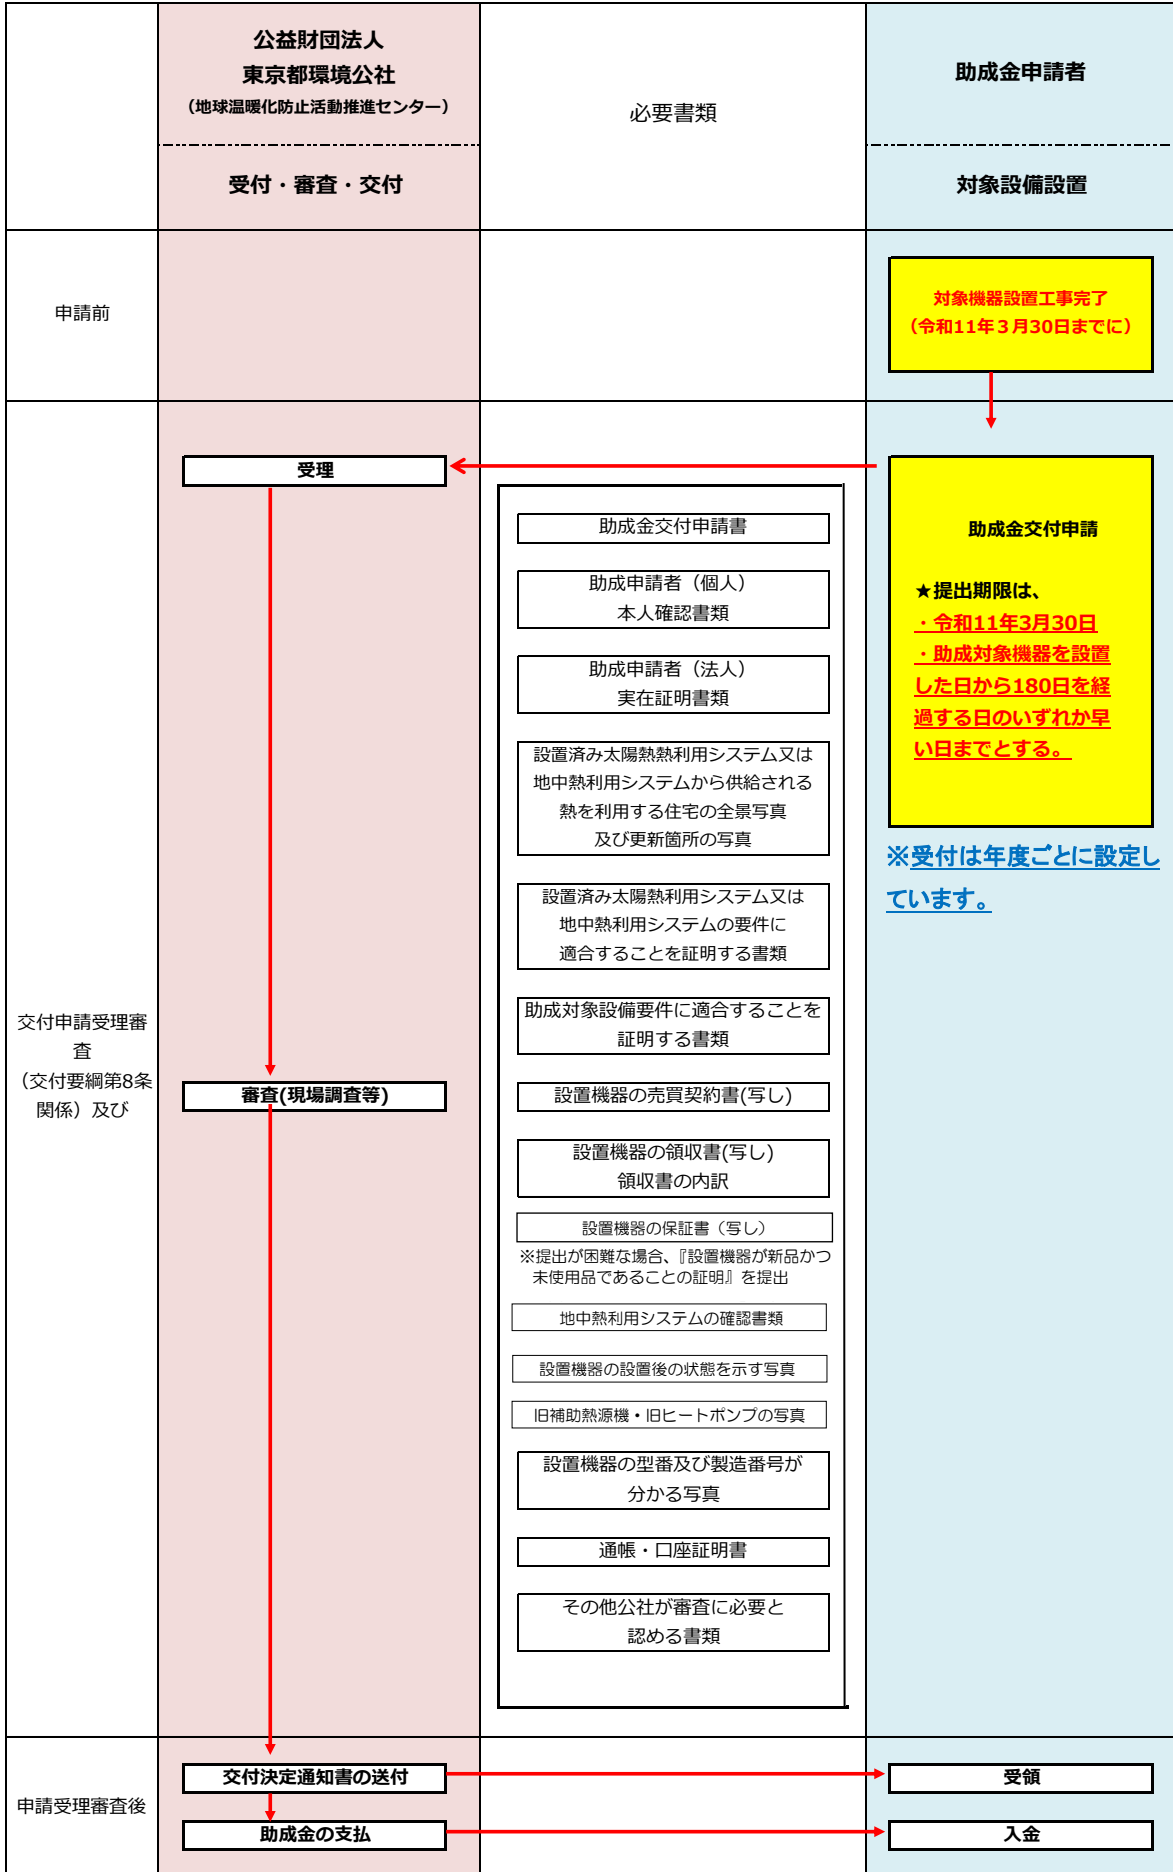 公益財団法人
東京都環境公社
（地球温暖化防止活動推進センター）
受付・審査・交付
必要書類
助成金申請者
対象設備設置
申請前
対象機器設置工事完了
（令和11年３月30日までに）
交付申請受理審
査
（交付要綱第8条
関係）及び
受理
審査(現場調査等)
助成金交付申請書
助成申請者（個人）
本人確認書類
助成申請者（法人）
実在証明書類
設置済み太陽熱熱利用システム又は
地中熱利用システムから供給される
熱を利用する住宅の全景写真
及び更新箇所の写真
設置済み太陽熱利用システム又は
地中熱利用システムの要件に
適合することを証明する書類
助成対象設備要件に適合することを
証明する書類
設置機器の売買契約書(写し)
設置機器の領収書(写し)
領収書の内訳
設置機器の保証書（写し）
※提出が困難な場合、『設置機器が新品かつ
未使用品であることの証明』を提出
地中熱利用システムの確認書類
設置機器の設置後の状態を示す写真
旧補助熱源機・旧ヒートポンプの写真
設置機器の型番及び製造番号が
分かる写真
通帳・口座証明書
その他公社が審査に必要と
認める書類
助成金交付申請
★提出期限は、
・令和11年3月30日
・助成対象機器を設置
した日から180日を経
過する日のいずれか早
い日までとする。
※受付は年度ごとに設定し
ています。
申請受理審査後
交付決定通知書の送付
受領
助成金の支払
入金